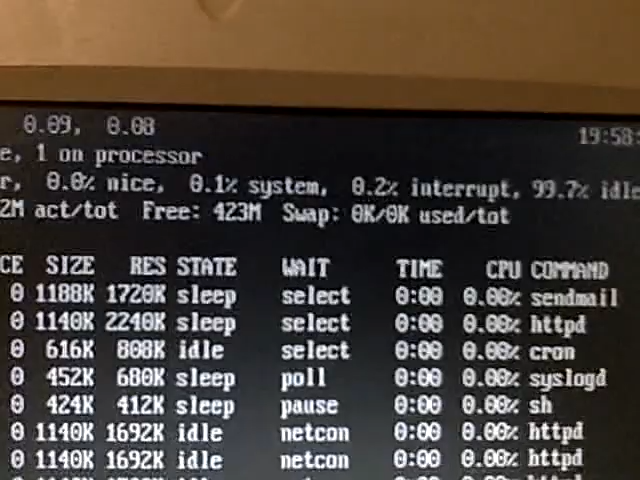 0.09, 0.08 19:58:
e, 1 on processor
r, 0.0% nice, 0.1% system, 0.2% interrupt, 99.7% idle
2M act/tot Free: 423M Swap: 0K/0K used/tot
CE SIZE RES STATE WAIT TIME CPU COMMAND
0 1188K 1720K sleep select 0:00 0.00% sendmail
0 1140K 2240K sleep select 0:00 0.00% httpd
0 616K 808K idle select 0:00 0.00% cron
0 452K 680K sleep poll 0:00 0.00% syslogd
0 424K 412K sleep pause 0:00 0.00% sh
0 1140K 1692K idle netcon 0:00 0.00% httpd
0 1140K 1692K idle netcon 0:00 0.00% httpd